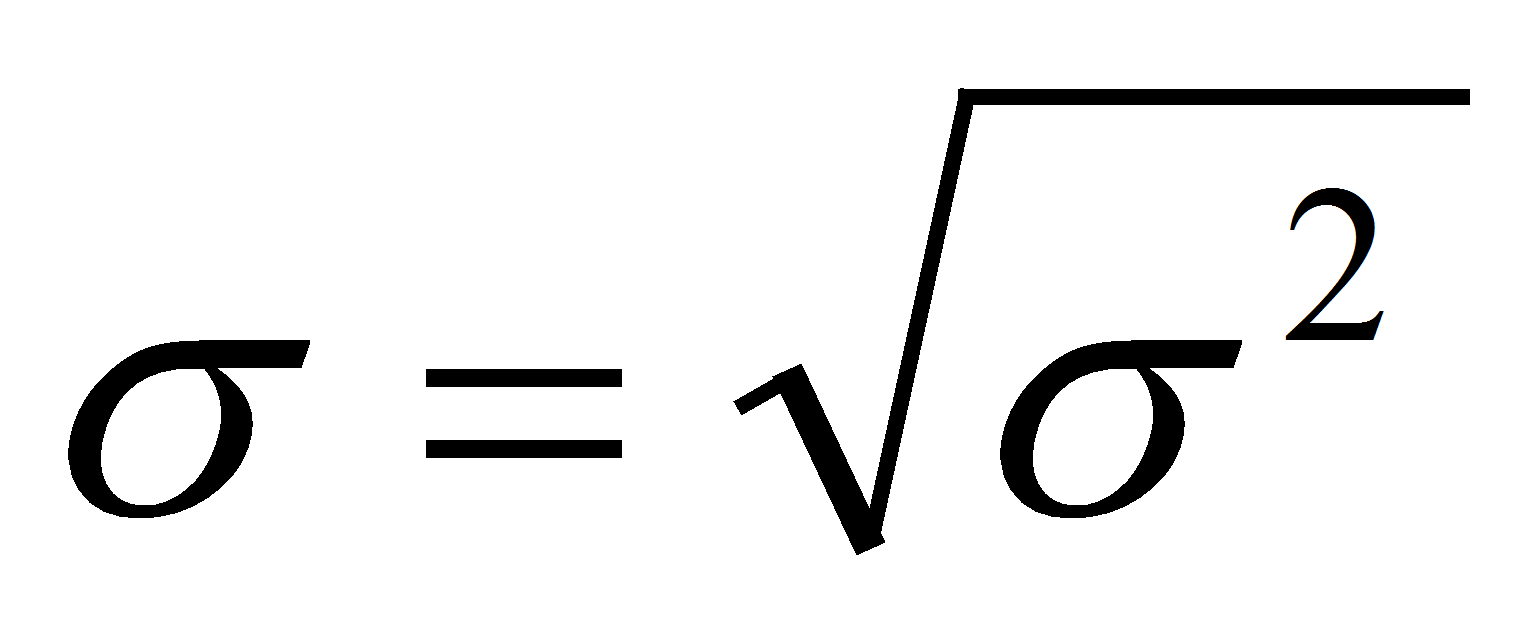 σ = √σ²